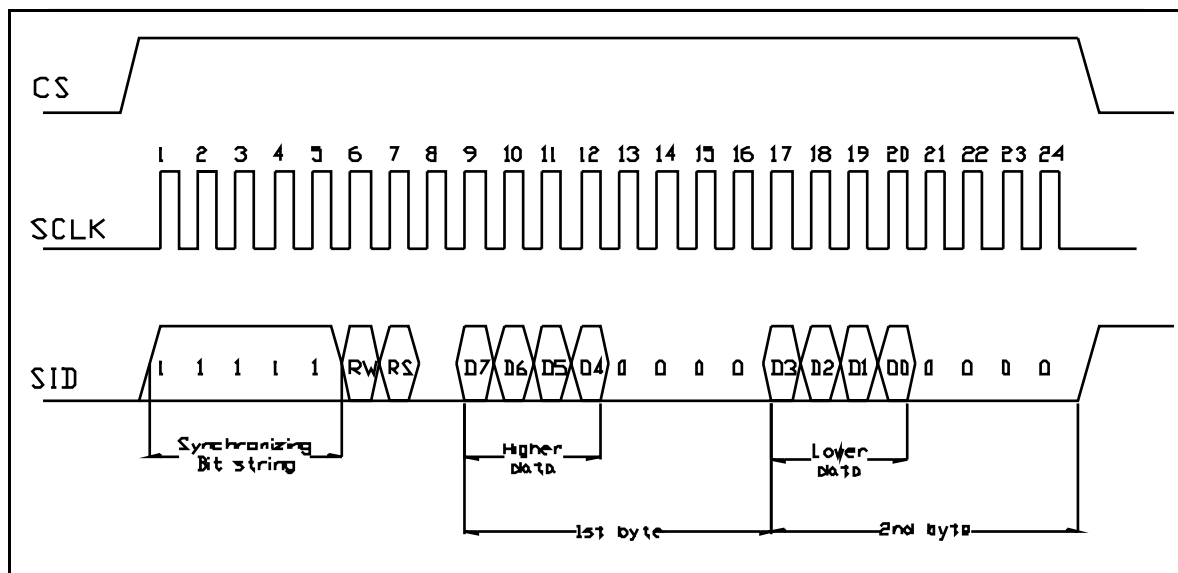 CS
1 2 3 4 5 6 7 8 9 10 11 12 13 14 15 16 17 18 19 20 21 22 23 24
SCLK
SID
1 1 1 1 1 RW RS D7 D6 D5 D4 0 0 0 0 D3 D2 D1 D0 0 0 0 0
Synchronizing
Bit string
Higher
data
Lower
data
1st byte
2nd byte